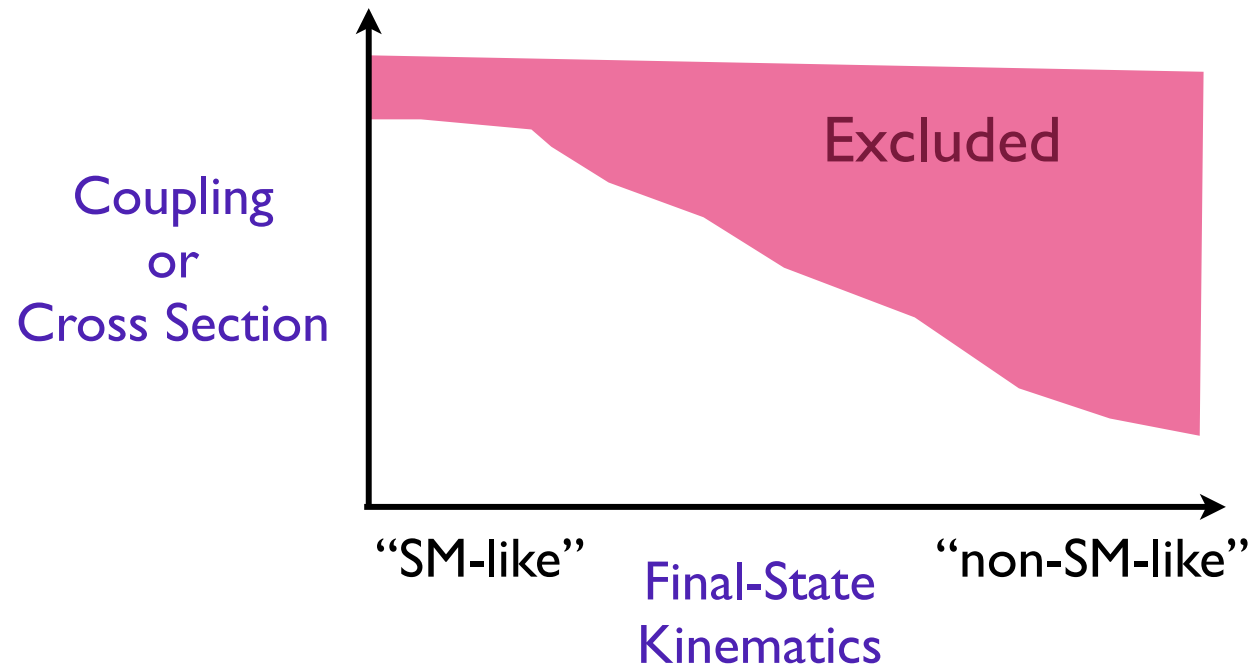 Excluded
Coupling
or
Cross Section
“SM-like”
“non-SM-like”
Final-State
Kinematics